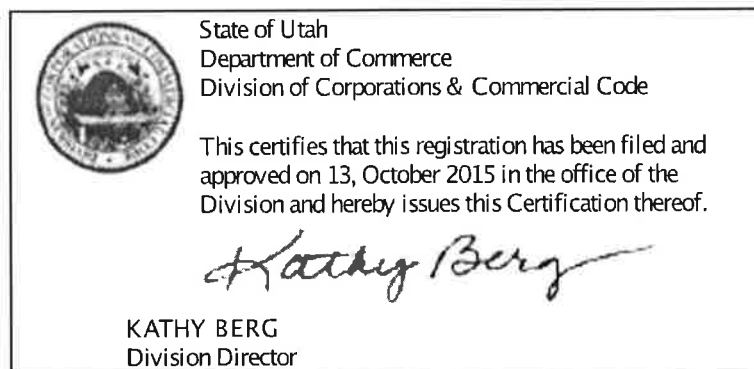 State of Utah
Department of Commerce
Division of Corporations & Commercial Code
This certifies that this registration has been filed and
approved on 13, October 2015 in the office of the
Division and hereby issues this Certification thereof.
Kathy Berg
KATHY BERG
Division Director